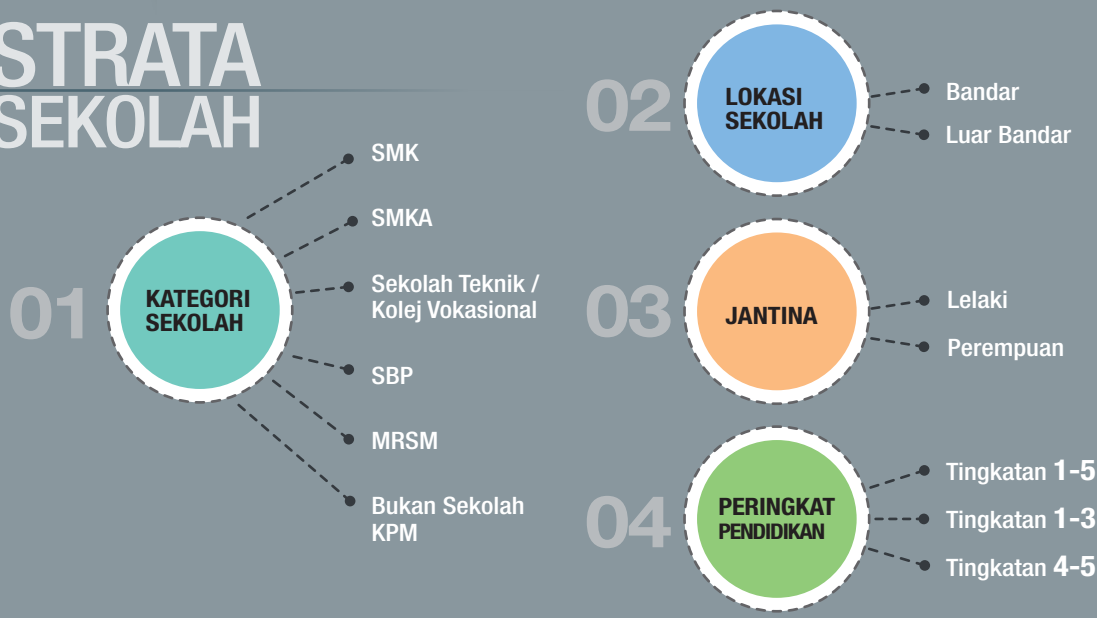 STRATA
SEKOLAH
01
KATEGORI
SEKOLAH
SMK
SMKA
Sekolah Teknik /
Kolej Vokasional
SBP
MRSM
Bukan Sekolah
KPM
02
LOKASI
SEKOLAH
Bandar
Luar Bandar
03
JANTINA
Lelaki
Perempuan
04
PERINGKAT
PENDIDIKAN
Tingkatan 1-5
Tingkatan 1-3
Tingkatan 4-5